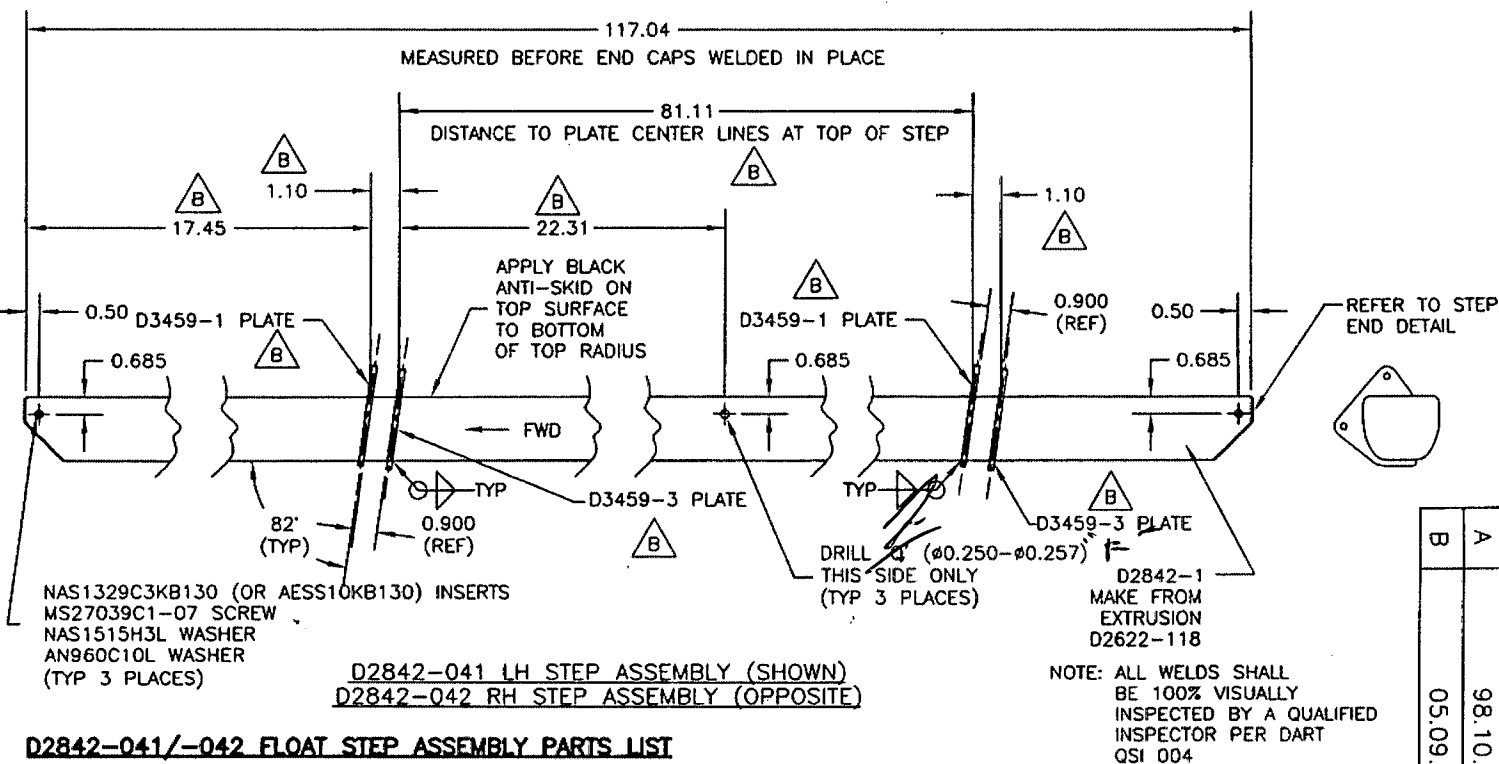 117.04
MEASURED BEFORE END CAPS WELDED IN PLACE
81.11
DISTANCE TO PLATE CENTER LINES AT TOP OF STEP
B
B
B
B
1.10
1.10
B
17.45
22.31
APPLY BLACK
ANTI-SKID ON
TOP SURFACE
TO BOTTOM
OF TOP RADIUS
B
0.900
(REF)
0.50
REFER TO STEP
END DETAIL
0.50
D3459-1 PLATE
B
D3459-1 PLATE
0.685
0.685
0.685
FWD
TYP
D3459-3 PLATE
B
TYP
B
D3459-3 PLATE
82°
(TYP)
0.900
(REF)
DRILL (ø0.250-ø0.257) F
THIS SIDE ONLY
(TYP 3 PLACES)
D2842-1
MAKE FROM
EXTRUSION
D2622-118
NAS1329C3KB130 (OR AESS10KB130) INSERTS
MS27039C1-07 SCREW
NAS1515H3L WASHER
AN960C10L WASHER
(TYP 3 PLACES)
D2842-041 LH STEP ASSEMBLY (SHOWN)
D2842-042 RH STEP ASSEMBLY (OPPOSITE)
NOTE: ALL WELDS SHALL
BE 100% VISUALLY
INSPECTED BY A QUALIFIED
INSPECTOR PER DART
QSI 004
D2842-041/-042 FLOAT STEP ASSEMBLY PARTS LIST
A 98.10.
B 05.09.